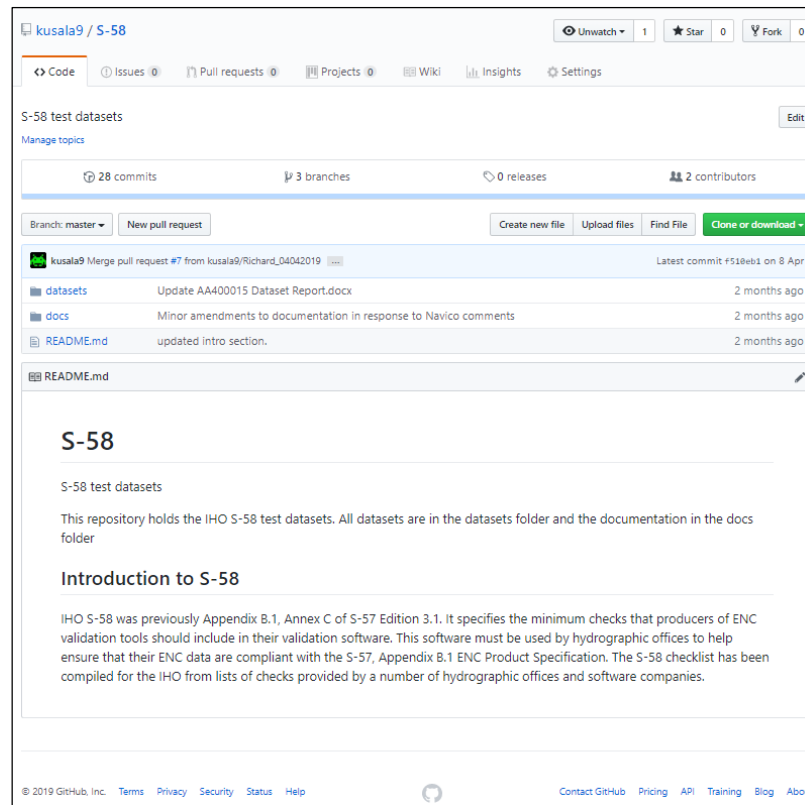 kusala9 / S-58
Unwatch 1 Star 0 Fork 0
Code Issues 0 Pull requests 0 Projects 0 Wiki Insights Settings
S-58 test datasets
Edit
Manage topics
28 commits 3 branches 0 releases 2 contributors
Branch: master New pull request Create new file Upload files Find File Clone or download
kusala9 Merge pull request #7 from kusala9/Richard_04042019 ... Latest commit f510eb1 on 8 Apr
datasets Update AA400015 Dataset Report.docx 2 months ago
docs Minor amendments to documentation in response to Navico comments 2 months ago
README.md updated intro section. 2 months ago
README.md
S-58
S-58 test datasets
This repository holds the IHO S-58 test datasets. All datasets are in the datasets folder and the documentation in the docs
folder
Introduction to S-58
IHO S-58 was previously Appendix B.1, Annex C of S-57 Edition 3.1. It specifies the minimum checks that producers of ENC
validation tools should include in their validation software. This software must be used by hydrographic offices to help
ensure that their ENC data are compliant with the S-57, Appendix B.1 ENC Product Specification. The S-58 checklist has been
compiled for the IHO from lists of checks provided by a number of hydrographic offices and software companies.
© 2019 GitHub, Inc. Terms Privacy Security Status Help Contact GitHub Pricing API Training Blog Abo